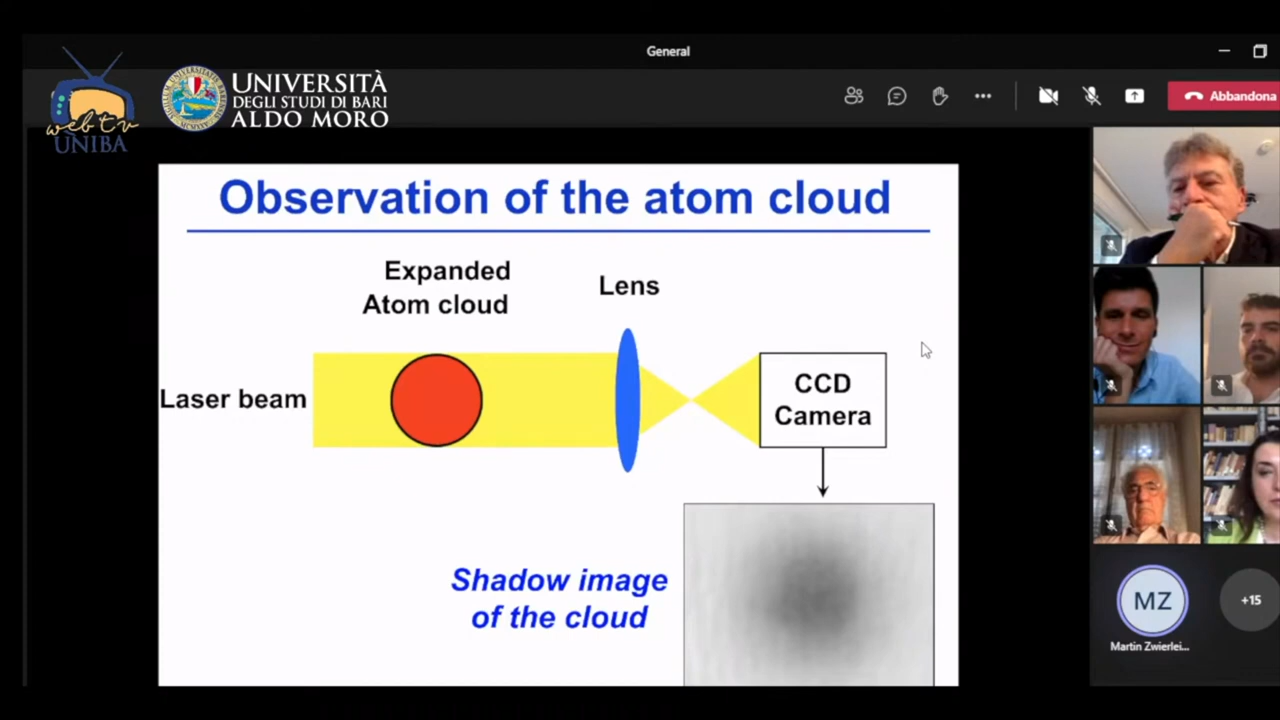 General
web tv
UNIBA
UNIVERSITÀ
DEGLI STUDI DI BARI
ALDO MORO
Abbandona
Observation of the atom cloud
Expanded
Atom cloud
Lens
Laser beam
CCD
Camera
Shadow image
of the cloud
MZ
+15
Martin Zwierlei...